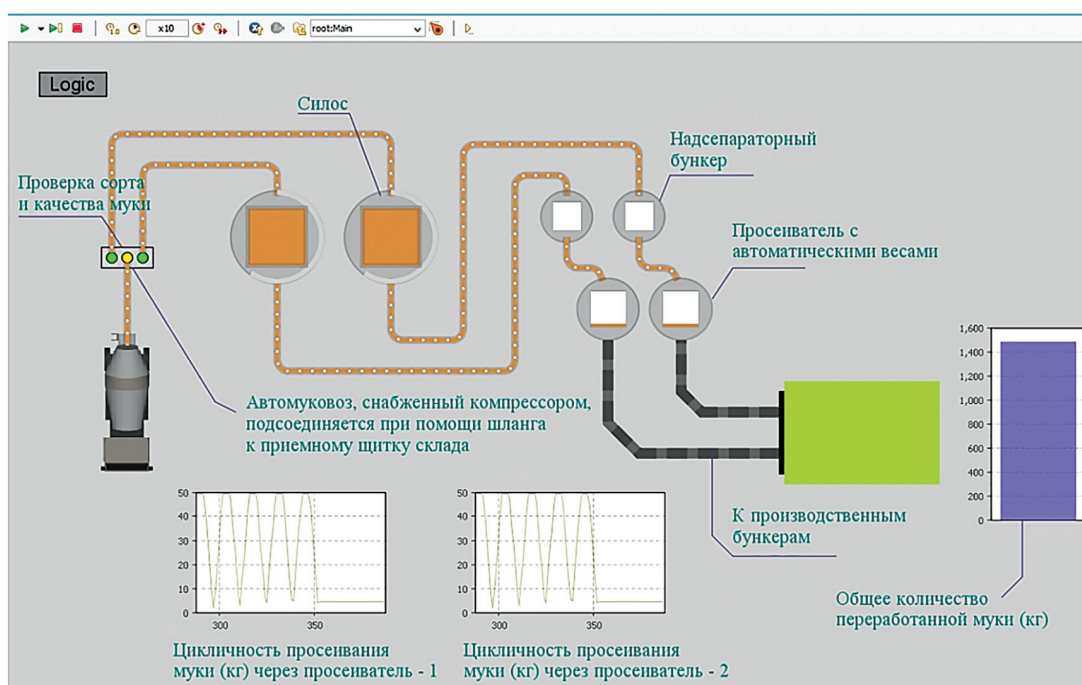 x10
root:Main
Logic
Силос
Надсепараторный
бункер
Проверка сорта
и качества муки
Просеиватель с
автоматическими весами
Автомуковоз, снабженный компрессором,
подсоединяется при помощи шланга
к приемному щитку склада
1,600
1,400
1,200
1,000
800
600
400
200
0
К производственным
бункерам
Общее количество
переработанной муки (кг)
50
40
30
20
10
0
300
350
Цикличность просеивания
муки (кг) через просеиватель - 1
50
40
30
20
10
0
300
350
Цикличность просеивания
муки (кг) через просеиватель - 2